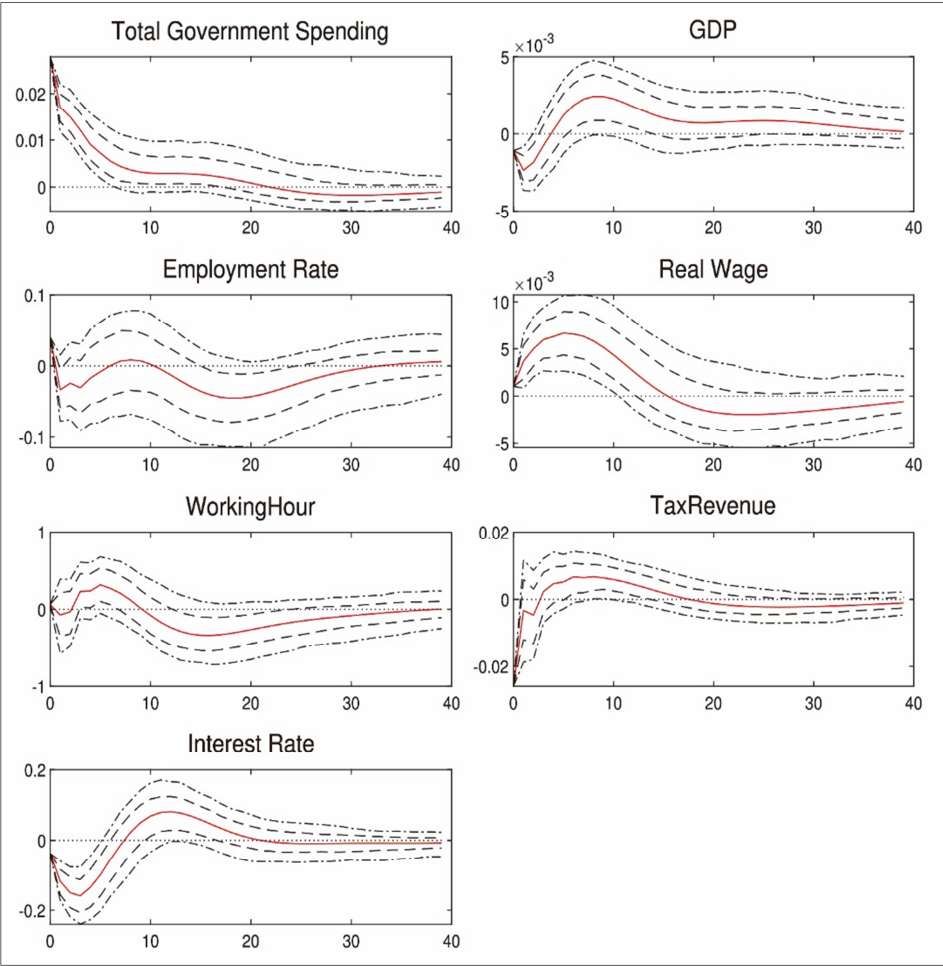 Total Government Spending
0.02
0.01
0
0 10 20 30 40
GDP
×10-3
5
0
-5
0 10 20 30 40
Employment Rate
0.1
0
-0.1
0 10 20 30 40
Real Wage
×10-3
10
5
0
-5
0 10 20 30 40
WorkingHour
1
0
-1
0 10 20 30 40
TaxRevenue
0.02
0
-0.02
0 10 20 30 40
Interest Rate
0.2
0
-0.2
0 10 20 30 40